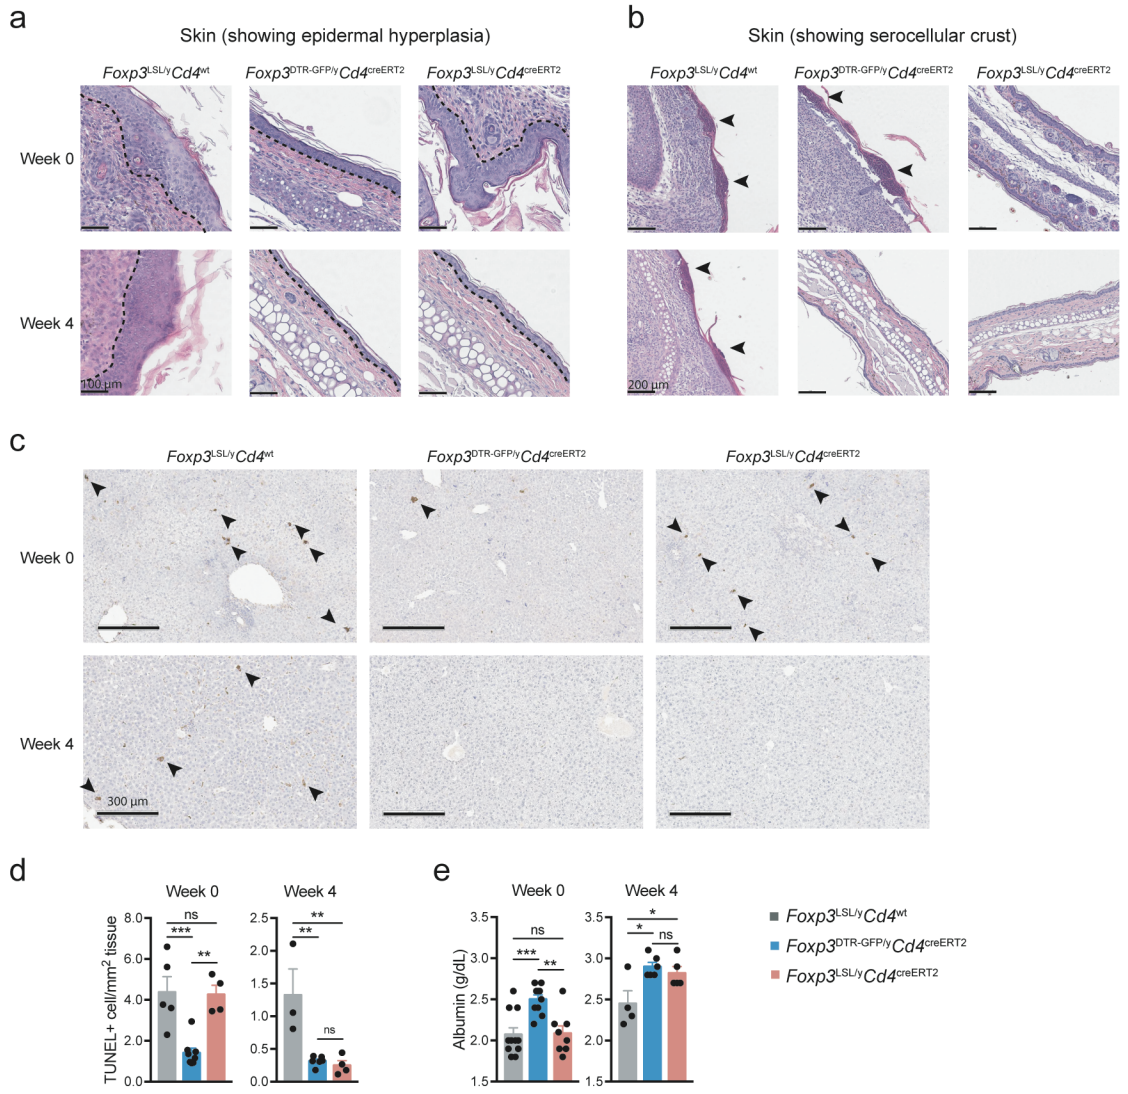 a
Skin (showing epidermal hyperplasia)
Foxp3LSL/yCd4wt
Foxp3DTR-GFP/yCd4creERT2
Foxp3LSL/yCd4creERT2
Week 0
Week 4
100 µm
b
Skin (showing serocellular crust)
Foxp3LSL/yCd4wt
Foxp3DTR-GFP/yCd4creERT2
Foxp3LSL/yCd4creERT2
200 µm
c
Foxp3LSL/yCd4wt
Foxp3DTR-GFP/yCd4creERT2
Foxp3LSL/yCd4creERT2
Week 0
Week 4
300 µm
d
Week 0
Week 4
TUNEL+ cell/mm2 tissue
8.0
6.0
4.0
2.0
0.0
ns
***
**
2.5
2.0
1.5
1.0
0.5
0.0
**
**
ns
e
Week 0
Week 4
Albumin (g/dL)
3.5
3.0
2.5
2.0
1.5
ns
***
**
3.5
3.0
2.5
2.0
1.5
*
*
ns
Foxp3LSL/yCd4wt
Foxp3DTR-GFP/yCd4creERT2
Foxp3LSL/yCd4creERT2